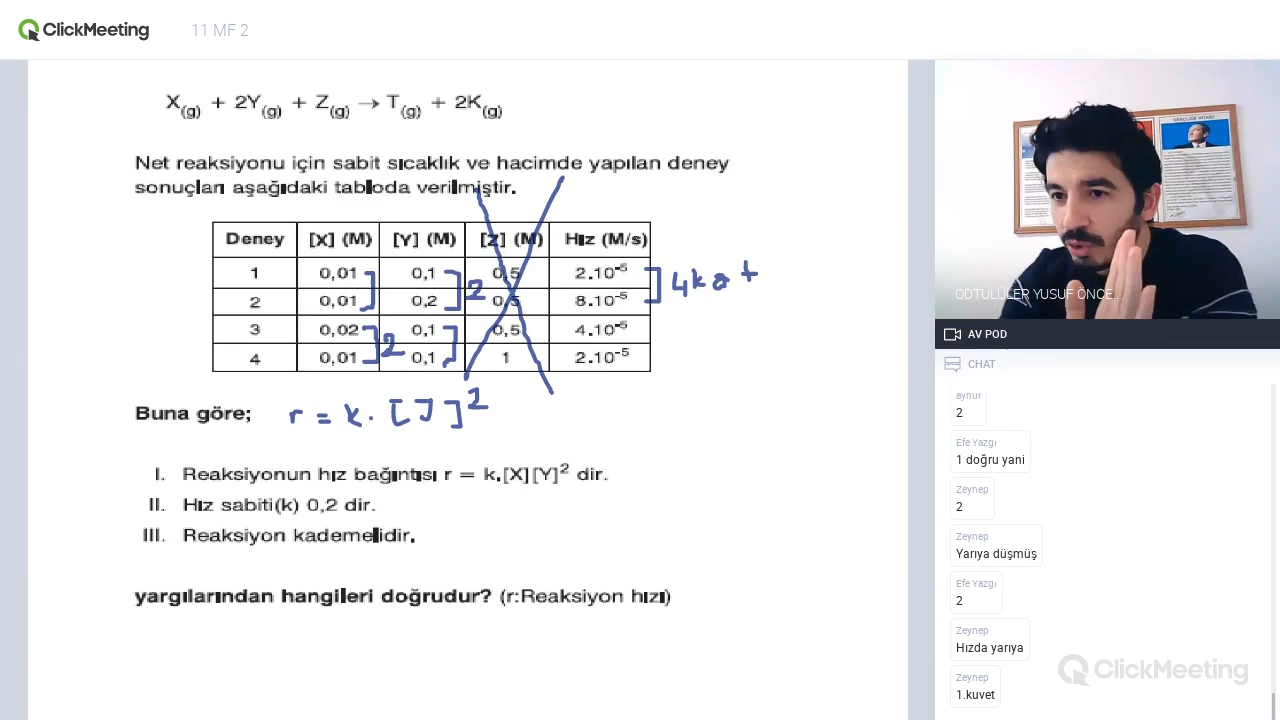 ClickMeeting 11 MF 2
X(g) + 2Y(g) + Z(g) → T(g) + 2K(g)
Net reaksiyonu için sabit sıcaklık ve hacimde yapılan deney
sonuçları aşağıdaki tabloda verilmiştir.
Deney [X] (M) [Y] (M) [Z] (M) Hız (M/s)
1 0,01 0,1 0,5 2.10⁻⁵
2 0,01 0,2 0,5 8.10⁻⁵
3 0,02 0,1 0,5 4.10⁻⁵
4 0,01 0,1 1 2.10⁻⁵
2
4kat
2
Buna göre;
r = k. [Y]²
I. Reaksiyonun hız bağıntısı r = k.[X][Y]² dir.
II. Hız sabiti(k) 0,2 dir.
III. Reaksiyon kademelidir.
yargılarından hangileri doğrudur? (r:Reaksiyon hızı)
GENÇLİĞE HİTABE
ODTÜLÜLER YUSUF ÖNCE...
AV POD
CHAT
aynur
2
Efe Yazgı
1 doğru yani
Zeynep
2
Zeynep
Yarıya düşmüş
Efe Yazgı
2
Zeynep
Hızda yarıya
Zeynep
1.kuvet
ClickMeeting